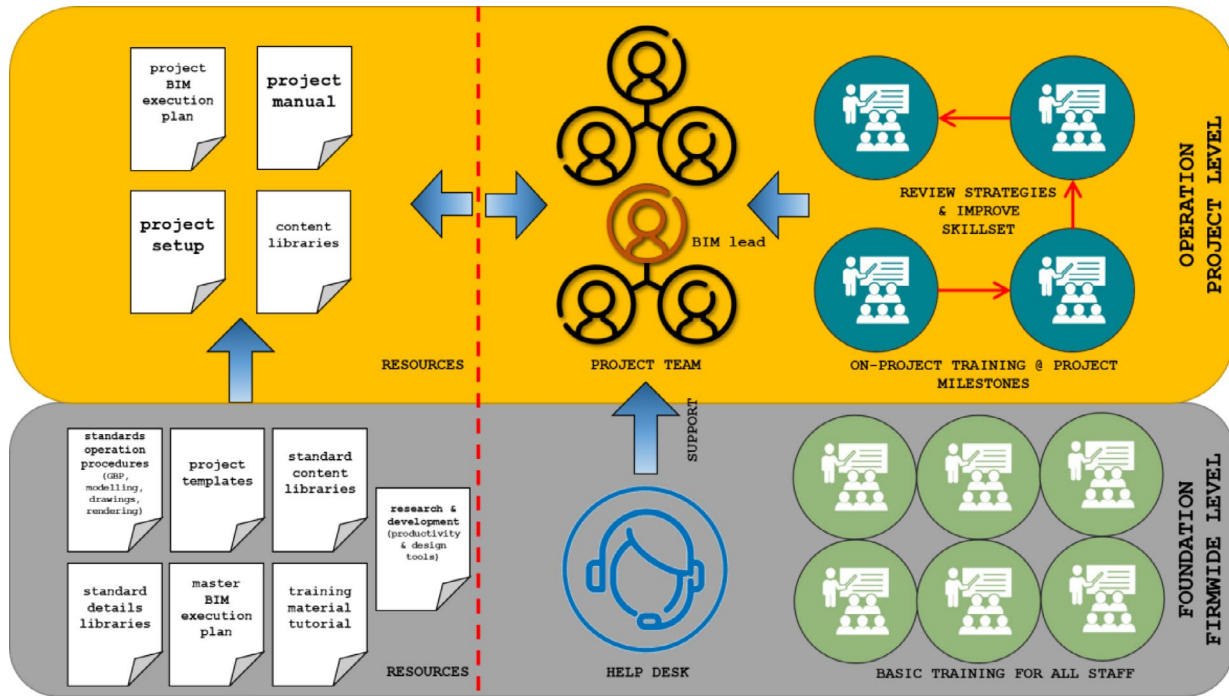 project
BIM
execution
plan
project
manual
project
setup
content
libraries
RESOURCES
BIM lead
PROJECT TEAM
REVIEW STRATEGIES
& IMPROVE
SKILLSET
ON-PROJECT TRAINING @ PROJECT
MILESTONES
OPERATION
PROJECT LEVEL
standards
operation
procedures
(GBP,
modelling,
drawings,
rendering)
project
templates
standard
content
libraries
research &
development
(productivity
& design
tools)
standard
details
libraries
master
BIM
execution
plan
training
material
tutorial
RESOURCES
SUPPORT
HELP DESK
BASIC TRAINING FOR ALL STAFF
FOUNDATION
FIRMWIDE LEVEL